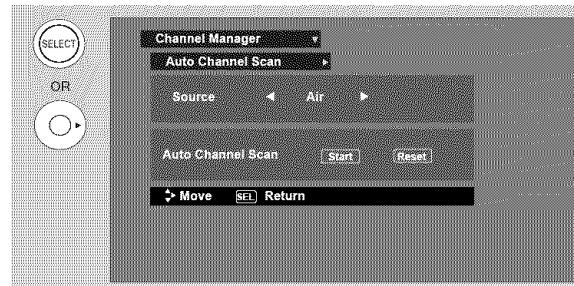 SELECT
OR
Channel Manager
Auto Channel Scan
Source Air
Auto Channel Scan Start Reset
Move SEL Return